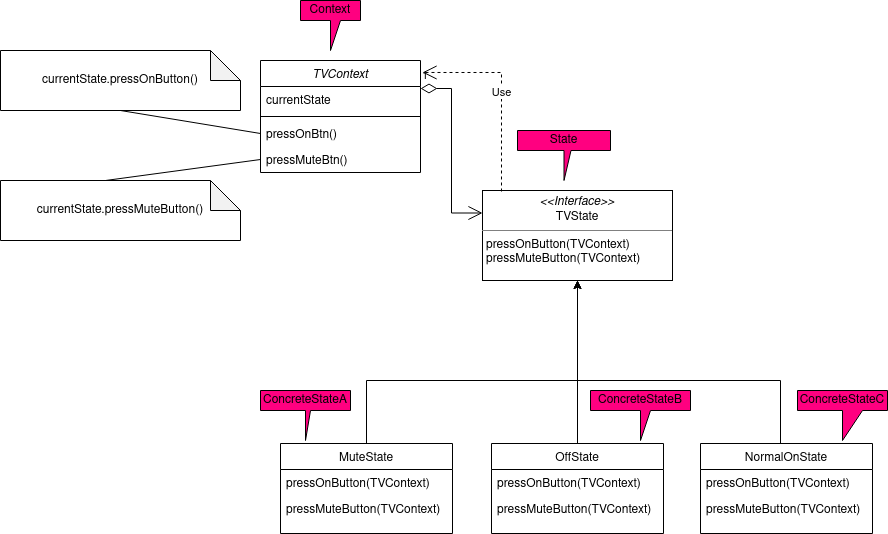 Context
currentState.pressOnButton()
TVContext
currentState
pressOnBtn()
pressMuteBtn()
Use
State
currentState.pressMuteButton()
<<Interface>>
TVState
pressOnButton(TVContext)
pressMuteButton(TVContext)
ConcreteStateA
ConcreteStateB
ConcreteStateC
MuteState
pressOnButton(TVContext)
pressMuteButton(TVContext)
OffState
pressOnButton(TVContext)
pressMuteButton(TVContext)
NormalOnState
pressOnButton(TVContext)
pressMuteButton(TVContext)